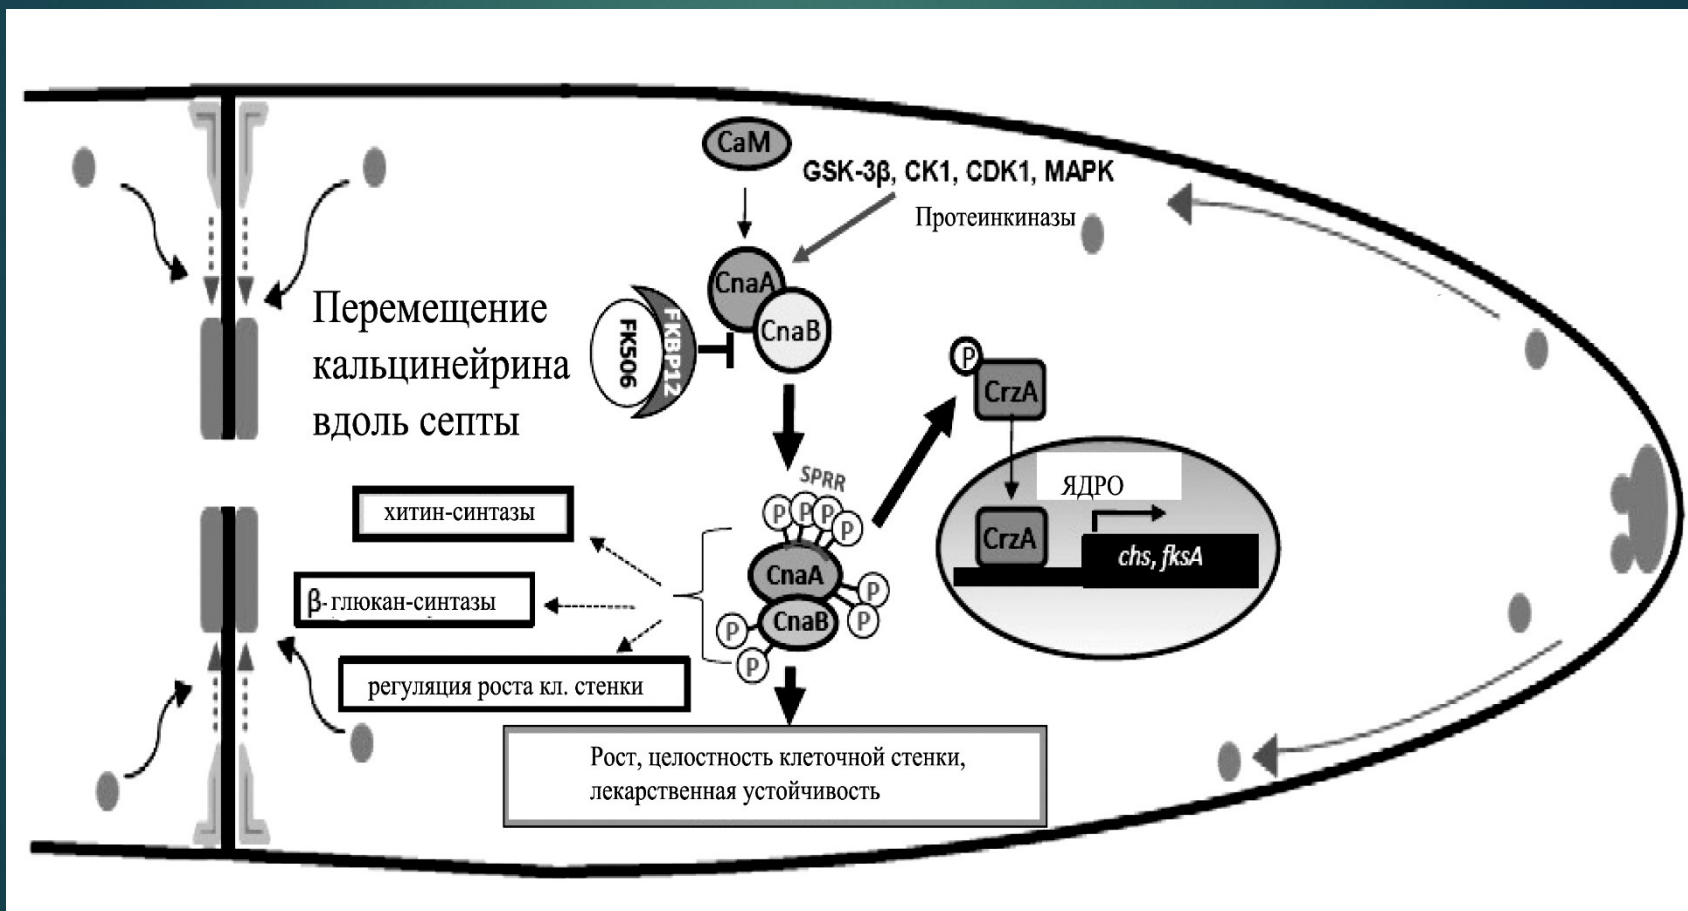 CaM
GSK-3β, CK1, CDK1, MAPK
Протеинкиназы
CnaA
CnaB
FKBP12
FK506
Перемещение
кальцинейрина
вдоль септы
P
CrzA
ЯДРО
CrzA
chs, fksA
SPRR
P P P P
CnaA
CnaB
P
P
P
P
хитин-синтазы
β-глюкан-синтазы
регуляция роста кл. стенки
Рост, целостность клеточной стенки,
лекарственная устойчивость